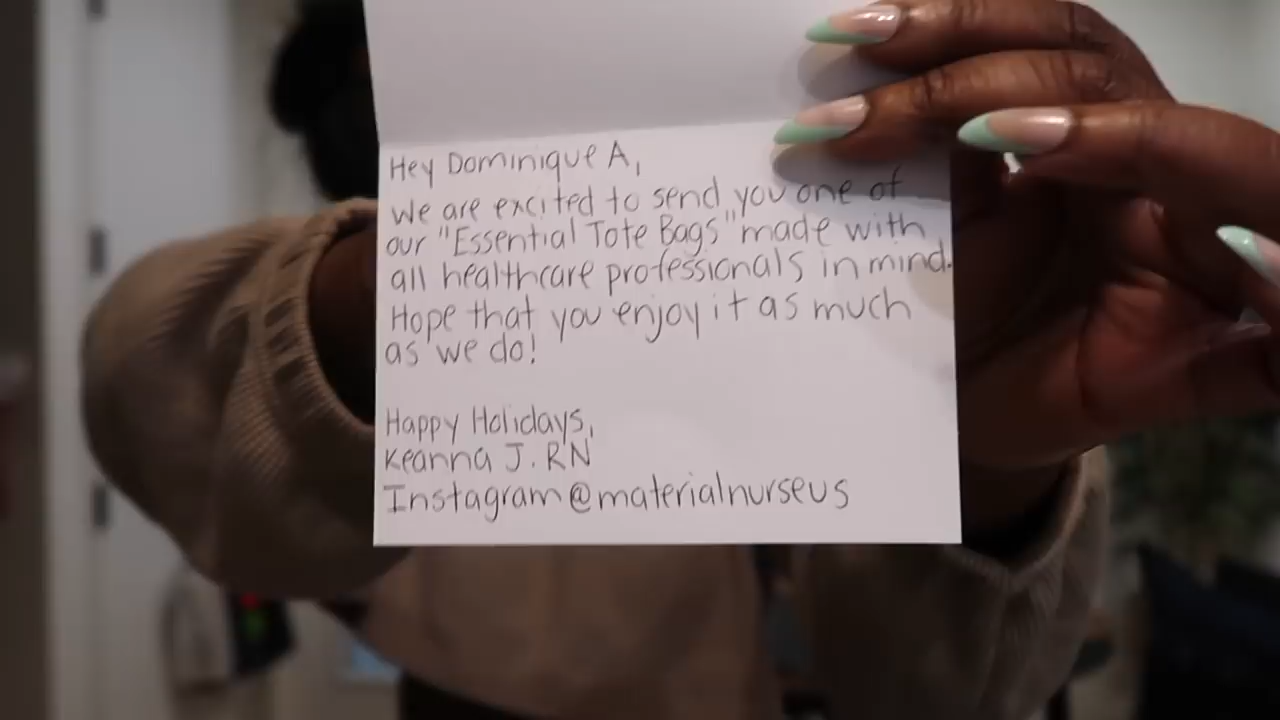 Hey Dominique A,
We are excited to send you one of
our "Essential Tote Bags" made with
all healthcare professionals in mind.
Hope that you enjoy it as much
as we do!
Happy Holidays,
Keanna J. RN
Instagram @materialnurseus